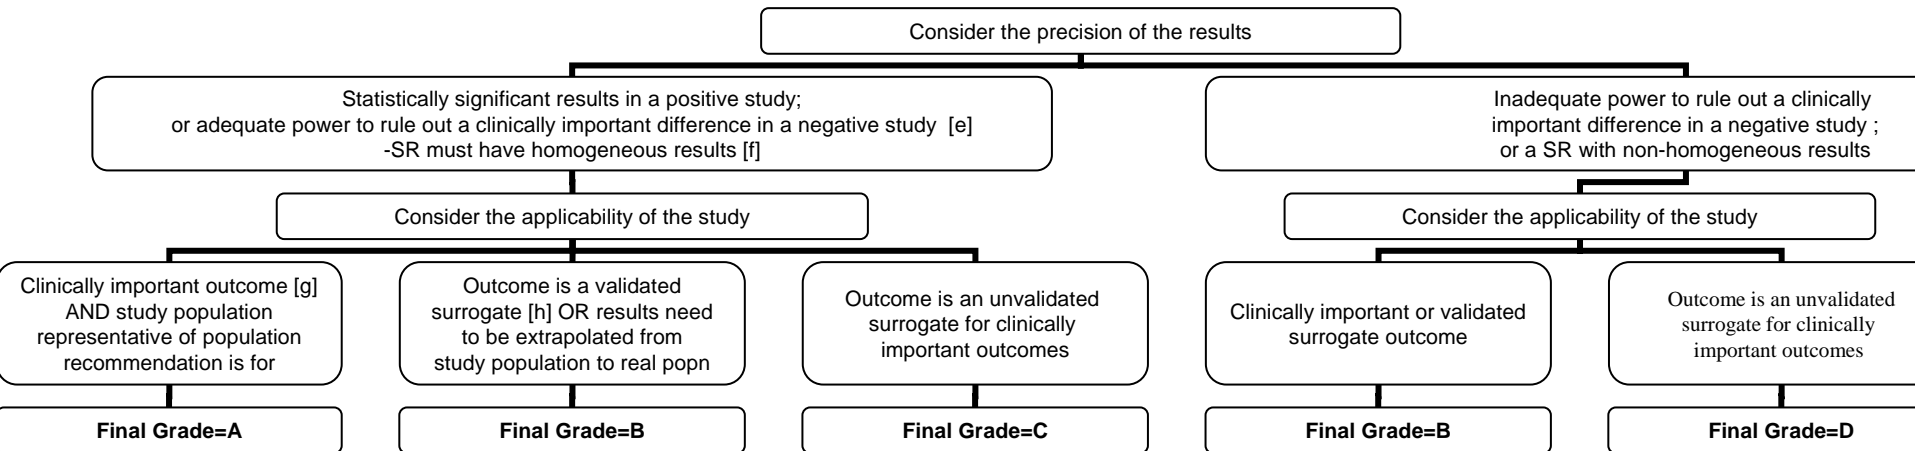 Consider the precision of the results
Statistically significant results in a positive study;
or adequate power to rule out a clinically important difference in a negative study [e]
-SR must have homogeneous results [f]
Inadequate power to rule out a clinically
important difference in a negative study ;
or a SR with non-homogeneous results
Consider the applicability of the study
Consider the applicability of the study
Clinically important outcome [g]
AND study population
representative of population
recommendation is for
Outcome is a validated
surrogate [h] OR results need
to be extrapolated from
study population to real popn
Outcome is an unvalidated
surrogate for clinically
important outcomes
Clinically important or validated
surrogate outcome
Outcome is an unvalidated
surrogate for clinically
important outcomes
Final Grade=A
Final Grade=B
Final Grade=C
Final Grade=B
Final Grade=D